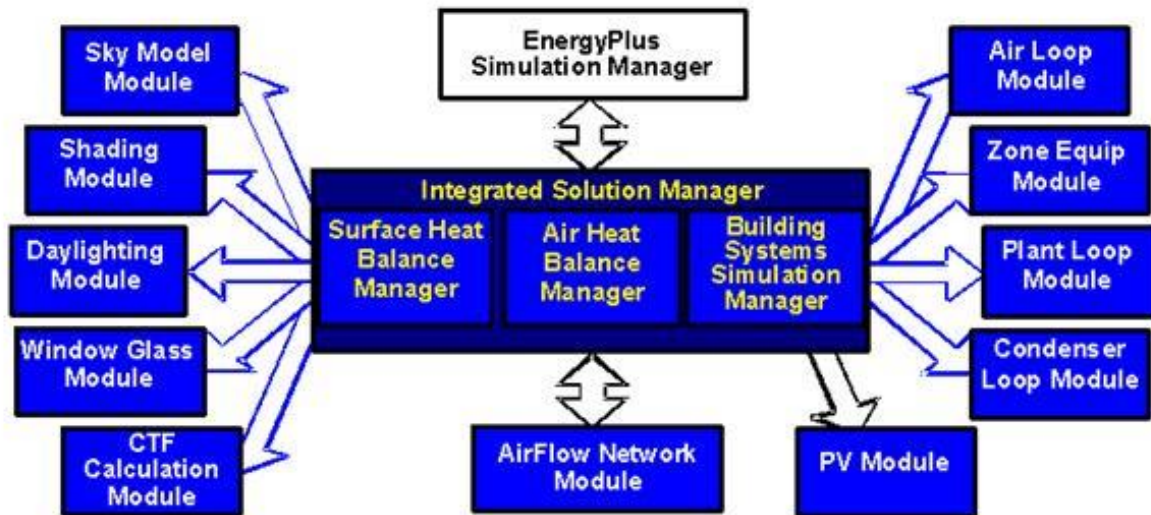 EnergyPlus
Simulation Manager
Sky Model
Module
Shading
Module
Daylighting
Module
Window Glass
Module
CTF
Calculation
Module
Integrated Solution Manager
Surface Heat
Balance
Manager
Air Heat
Balance
Manager
Building
Systems
Simulation
Manager
AirFlow Network
Module
PV Module
Air Loop
Module
Zone Equip
Module
Plant Loop
Module
Condenser
Loop Module